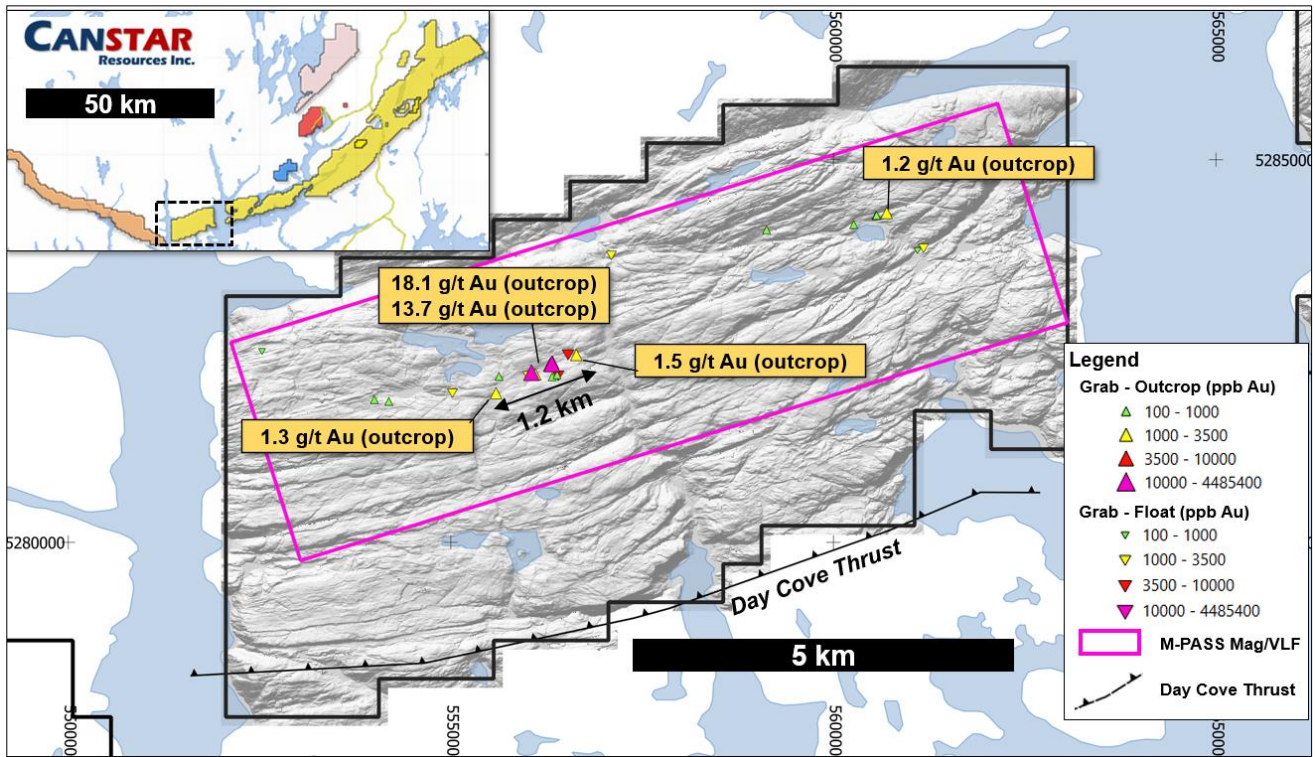 CANSTAR
Resources Inc.
50 km
560000
565000
5285000
1.2 g/t Au (outcrop)
18.1 g/t Au (outcrop)
13.7 g/t Au (outcrop)
1.5 g/t Au (outcrop)
1.2 km
1.3 g/t Au (outcrop)
5280000
Day Cove Thrust
5 km
550000
555000
560000
Legend
Grab - Outcrop (ppb Au)
100 - 1000
1000 - 3500
3500 - 10000
10000 - 4485400
Grab - Float (ppb Au)
100 - 1000
1000 - 3500
3500 - 10000
10000 - 4485400
M-PASS Mag/VLF
Day Cove Thrust